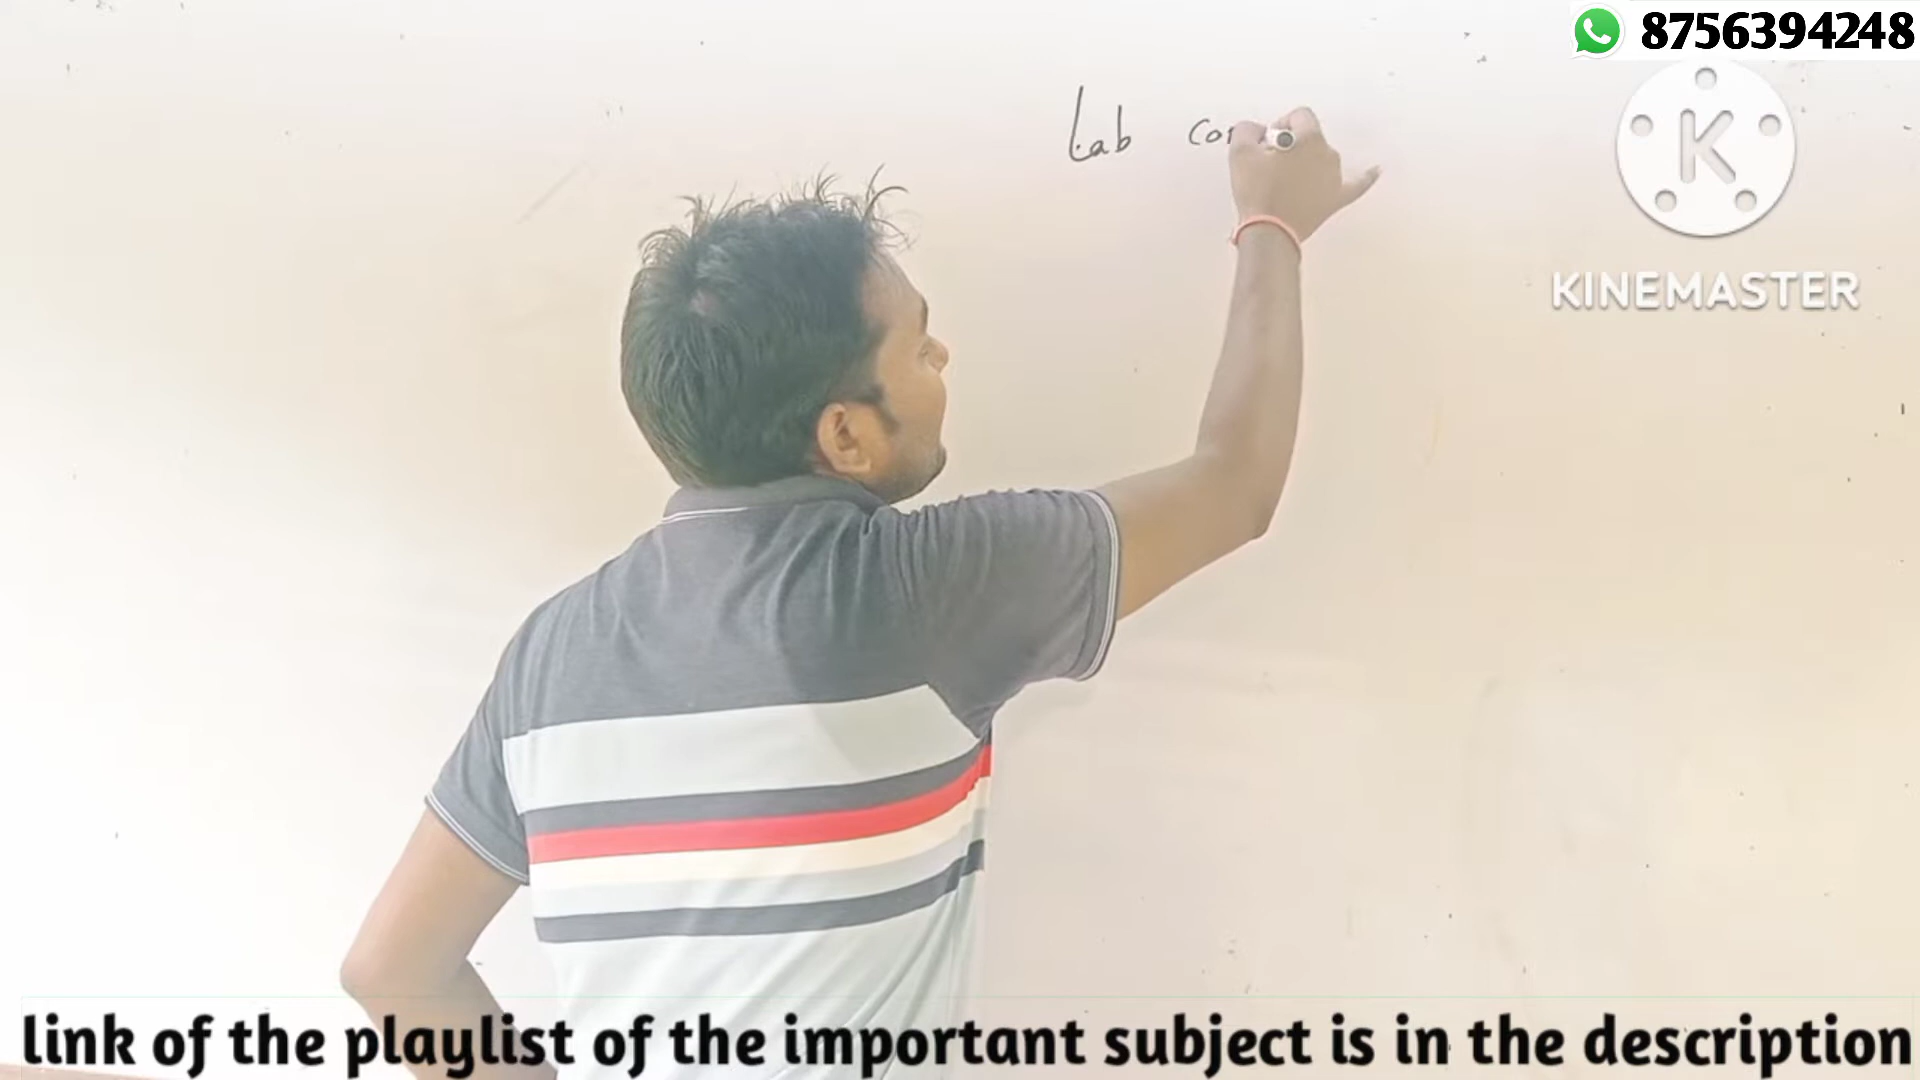 8756394248
Lab
KINEMASTER
link of the playlist of the important subject is in the description